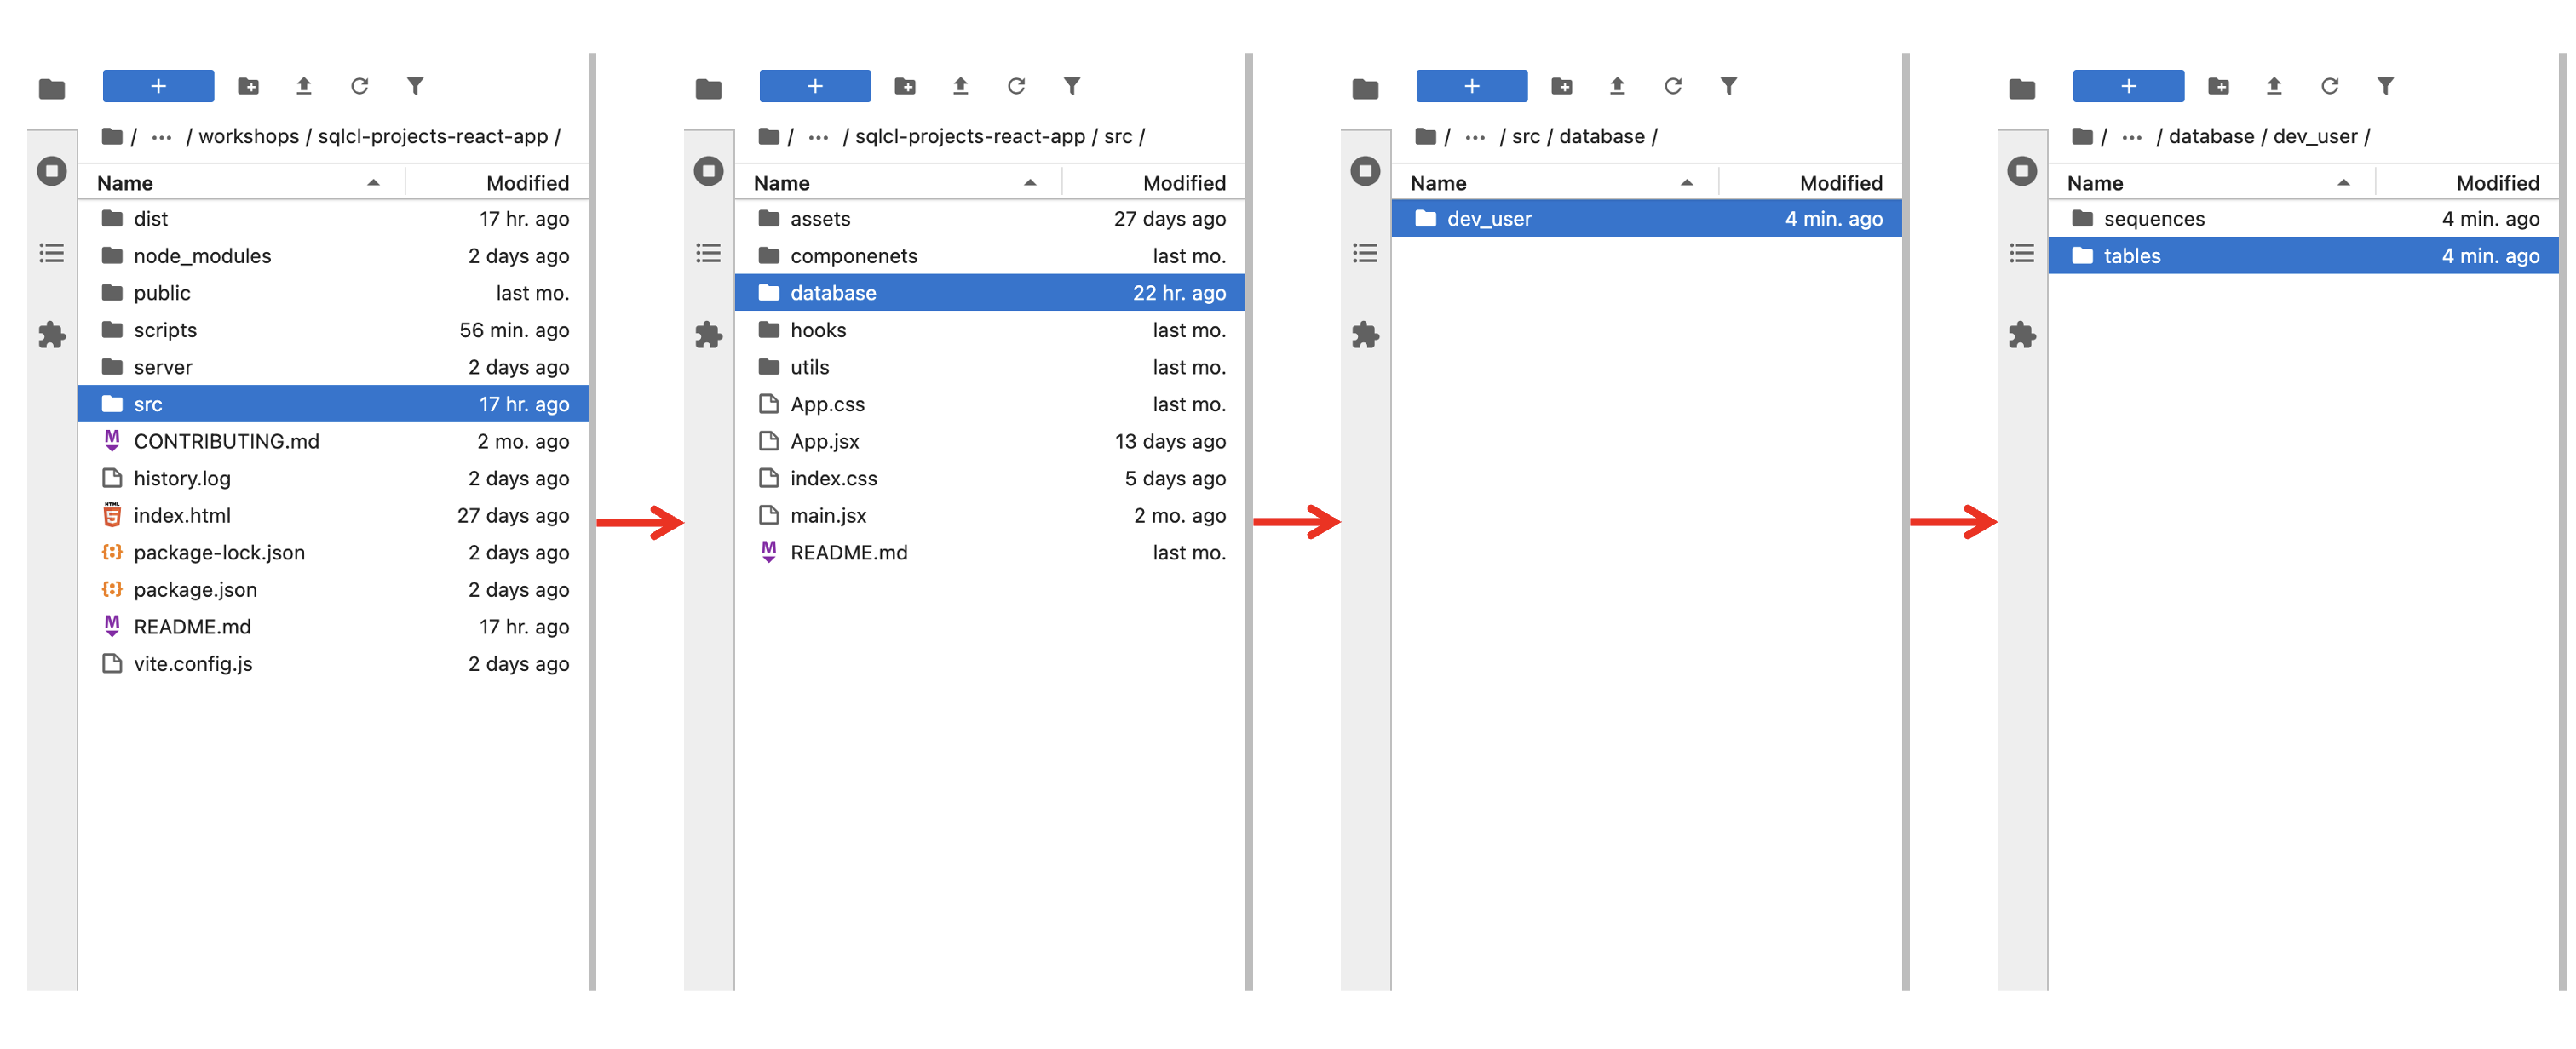 / ... / workshops / sqlcl-projects-react-app /
Name Modified
dist 17 hr. ago
node_modules 2 days ago
public last mo.
scripts 56 min. ago
server 2 days ago
src 17 hr. ago
CONTRIBUTING.md 2 mo. ago
history.log 2 days ago
index.html 27 days ago
package-lock.json 2 days ago
package.json 2 days ago
README.md 17 hr. ago
vite.config.js 2 days ago
/ ... / sqlcl-projects-react-app / src /
Name Modified
assets 27 days ago
componenets last mo.
database 22 hr. ago
hooks last mo.
utils last mo.
App.css last mo.
App.jsx 13 days ago
index.css 5 days ago
main.jsx 2 mo. ago
README.md last mo.
/ ... / src / database /
Name Modified
dev_user 4 min. ago
/ ... / database / dev_user /
Name Modified
sequences 4 min. ago
tables 4 min. ago